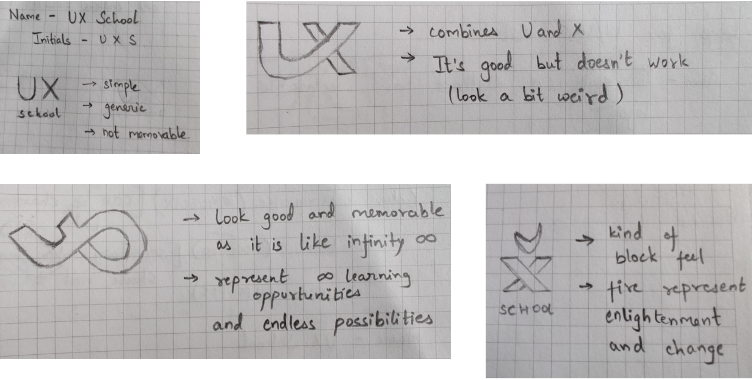 Name - UX School
Initials - U X S
UX
school
→ simple
→ generic
→ not memorable
UX
→ combines U and X
→ It's good but doesn't work
(look a bit weird)
→ look good and memorable
as it is like infinity ∞
→ represent ∞ learning
oppurtunities
and endless possibilities
U
X
SCHOOL
→ kind of
block feel
→ fire represent
enlightenment
and change